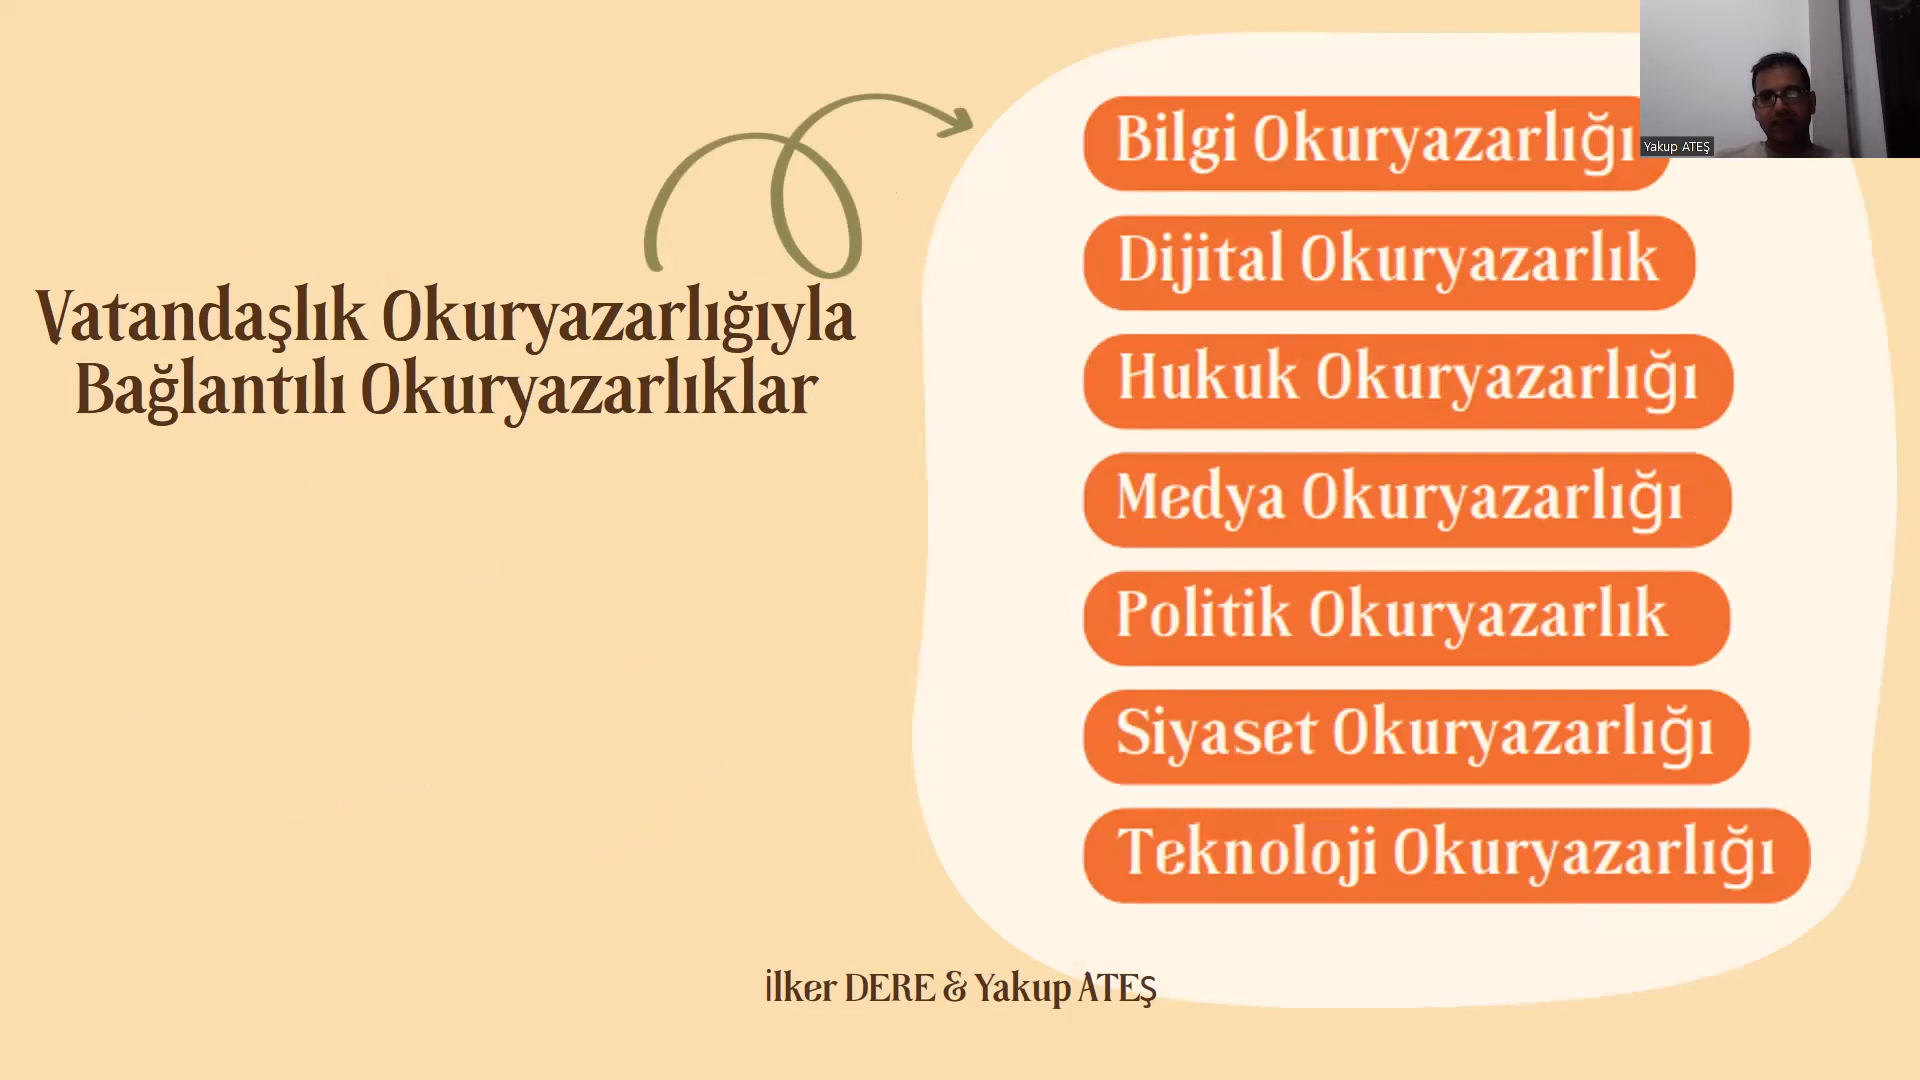 Vatandaşlık Okuryazarlığıyla
Bağlantılı Okuryazarlıklar
Bilgi Okuryazarlığı
Dijital Okuryazarlık
Hukuk Okuryazarlığı
Medya Okuryazarlığı
Politik Okuryazarlık
Siyaset Okuryazarlığı
Teknoloji Okuryazarlığı
İlker DERE & Yakup ATEŞ
Yakup ATEŞ